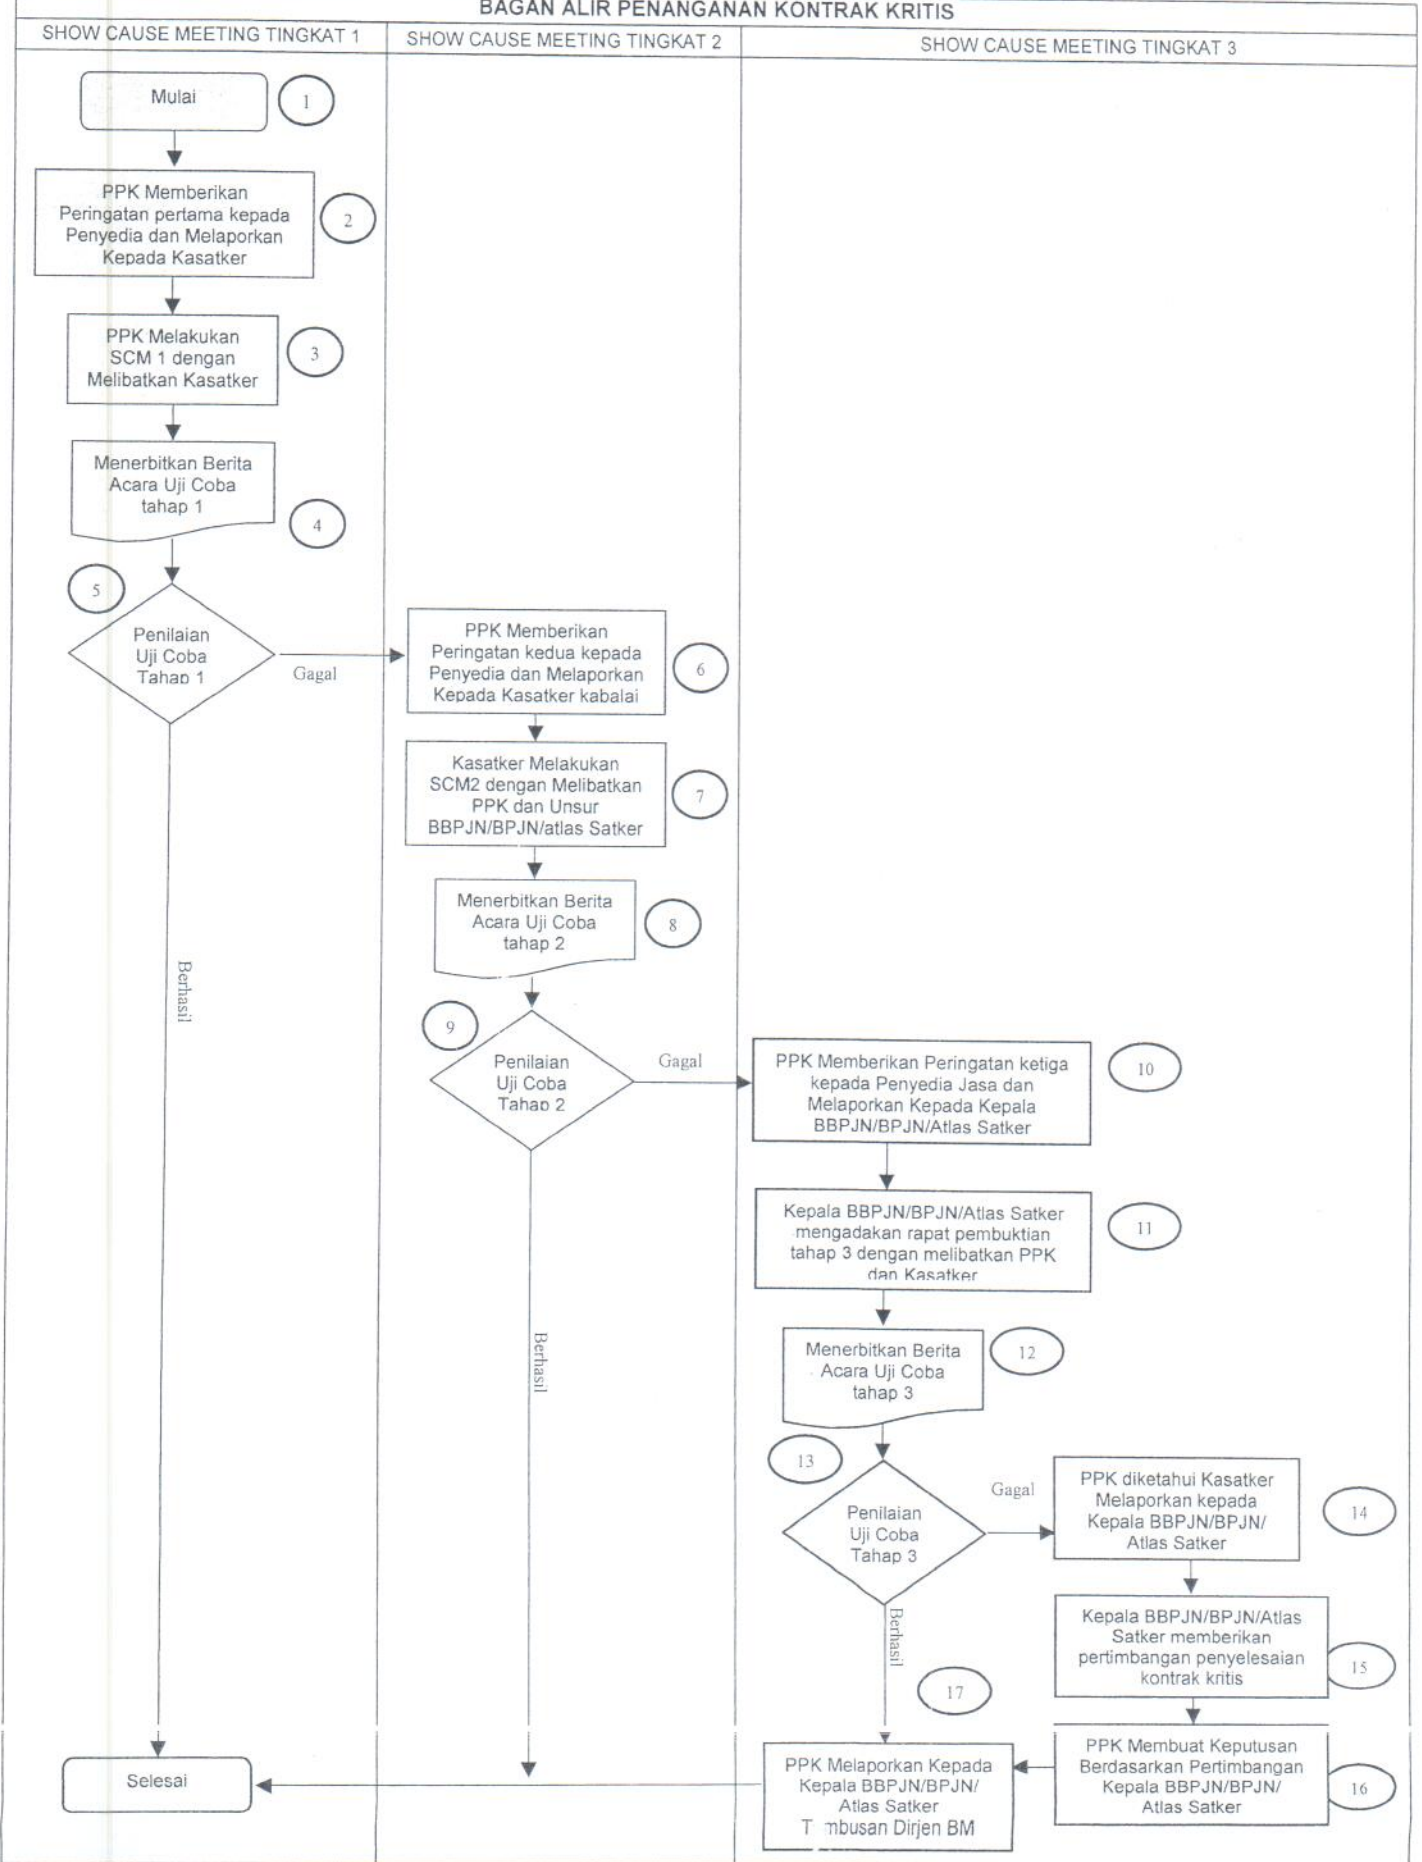 BAGAN ALIR PENANGANAN KONTRAK KRITIS
SHOW CAUSE MEETING TINGKAT 1
SHOW CAUSE MEETING TINGKAT 2
SHOW CAUSE MEETING TINGKAT 3
Mulai
1
PPK Memberikan
Peringatan pertama kepada
Penyedia dan Melaporkan
Kepada Kasatker
2
PPK Melakukan
SCM 1 dengan
Melibatkan Kasatker
3
Menerbitkan Berita
Acara Uji Coba
tahap 1
4
5
Penilaian
Uji Coba
Tahap 1
Gagal
Berhasil
PPK Memberikan
Peringatan kedua kepada
Penyedia dan Melaporkan
Kepada Kasatker kabalai
6
Kasatker Melakukan
SCM2 dengan Melibatkan
PPK dan Unsur
BBPJN/BPJN/atlas Satker
7
Menerbitkan Berita
Acara Uji Coba
tahap 2
8
9
Penilaian
Uji Coba
Tahap 2
Gagal
Berhasil
PPK Memberikan Peringatan ketiga
kepada Penyedia Jasa dan
Melaporkan Kepada Kepala
BBPJN/BPJN/Atlas Satker
10
Kepala BBPJN/BPJN/Atlas Satker
mengadakan rapat pembuktian
tahap 3 dengan melibatkan PPK
dan Kasatker
11
Menerbitkan Berita
Acara Uji Coba
tahap 3
12
13
Penilaian
Uji Coba
Tahap 3
Gagal
Berhasil
PPK diketahui Kasatker
Melaporkan kepada
Kepala BBPJN/BPJN/
Atlas Satker
14
Kepala BBPJN/BPJN/Atlas
Satker memberikan
pertimbangan penyelesaian
kontrak kritis
15
PPK Membuat Keputusan
Berdasarkan Pertimbangan
Kepala BBPJN/BPJN/
Atlas Satker
16
17
PPK Melaporkan Kepada
Kepala BBPJN/BPJN/
Atlas Satker
T mbusan Dirjen BM
Selesai